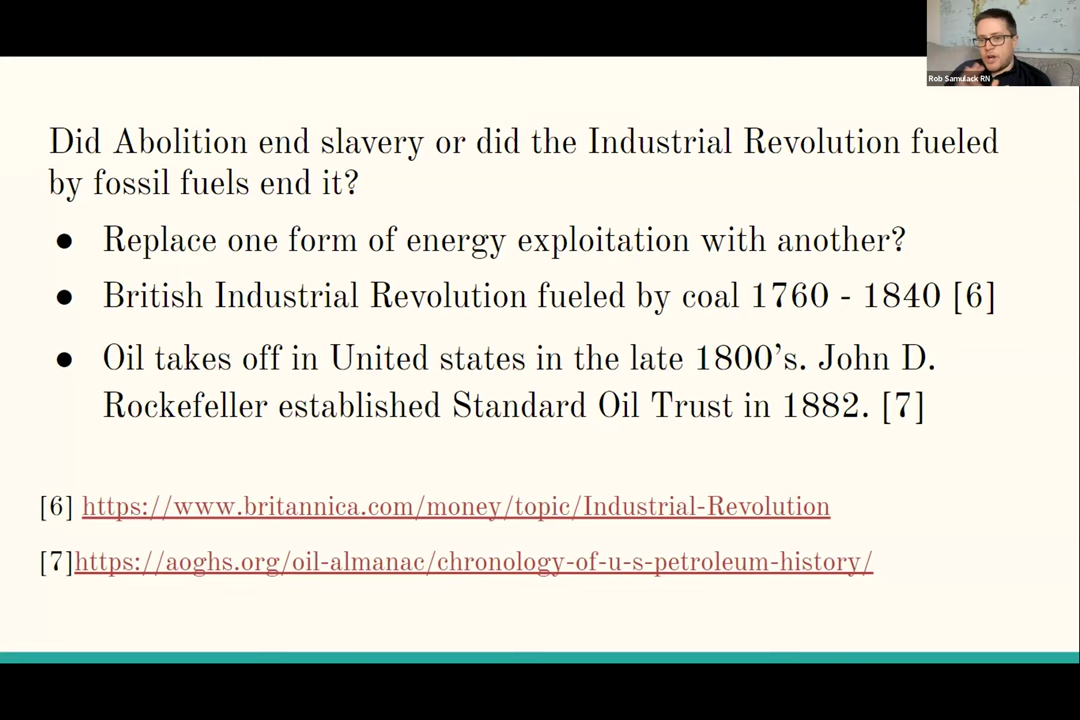 Rob Samulack RN
Did Abolition end slavery or did the Industrial Revolution fueled
by fossil fuels end it?
● Replace one form of energy exploitation with another?
● British Industrial Revolution fueled by coal 1760 - 1840 [6]
● Oil takes off in United states in the late 1800’s. John D.
Rockefeller established Standard Oil Trust in 1882. [7]
[6] https://www.britannica.com/money/topic/Industrial-Revolution
[7]https://aoghs.org/oil-almanac/chronology-of-u-s-petroleum-history/